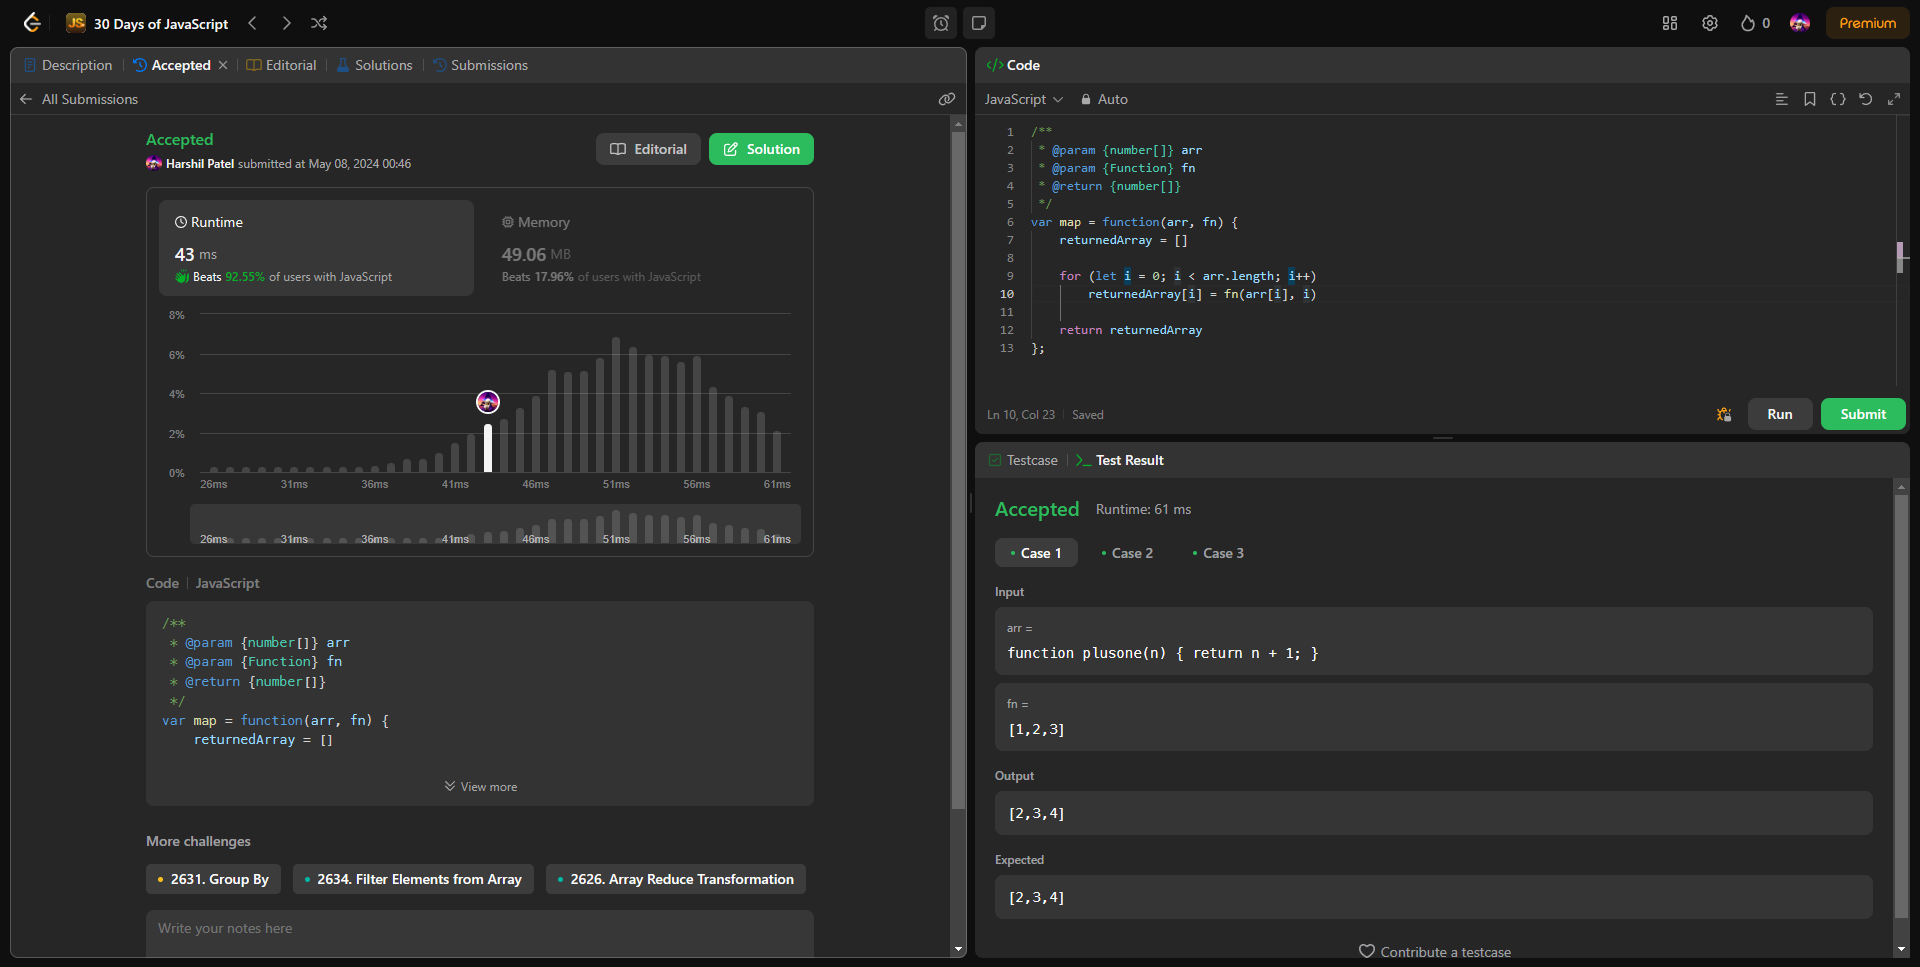 JS 30 Days of JavaScript
0
Premium
Description
Accepted
Editorial
Solutions
Submissions
All Submissions
Accepted
Harshil Patel submitted at May 08, 2024 00:46
Editorial
Solution
Runtime
43 ms
Beats 92.55% of users with JavaScript
Memory
49.06 MB
Beats 17.96% of users with JavaScript
8%
6%
4%
2%
0%
26ms 31ms 36ms 41ms 46ms 51ms 56ms 61ms
26ms 31ms 36ms 41ms 46ms 51ms 56ms 61ms
Code JavaScript
/**
 * @param {number[]} arr
 * @param {Function} fn
 * @return {number[]}
 */
var map = function(arr, fn) {
    returnedArray = []
View more
More challenges
2631. Group By
2634. Filter Elements from Array
2626. Array Reduce Transformation
Write your notes here
</> Code
JavaScript
Auto
1 /**
2  * @param {number[]} arr
3  * @param {Function} fn
4  * @return {number[]}
5  */
6 var map = function(arr, fn) {
7     returnedArray = []
8
9     for (let i = 0; i < arr.length; i++)
10         returnedArray[i] = fn(arr[i], i)
11
12     return returnedArray
13 };
Ln 10, Col 23 Saved
Run
Submit
Testcase
>_ Test Result
Accepted Runtime: 61 ms
Case 1
Case 2
Case 3
Input
arr =
function plusone(n) { return n + 1; }
fn =
[1,2,3]
Output
[2,3,4]
Expected
[2,3,4]
Contribute a testcase